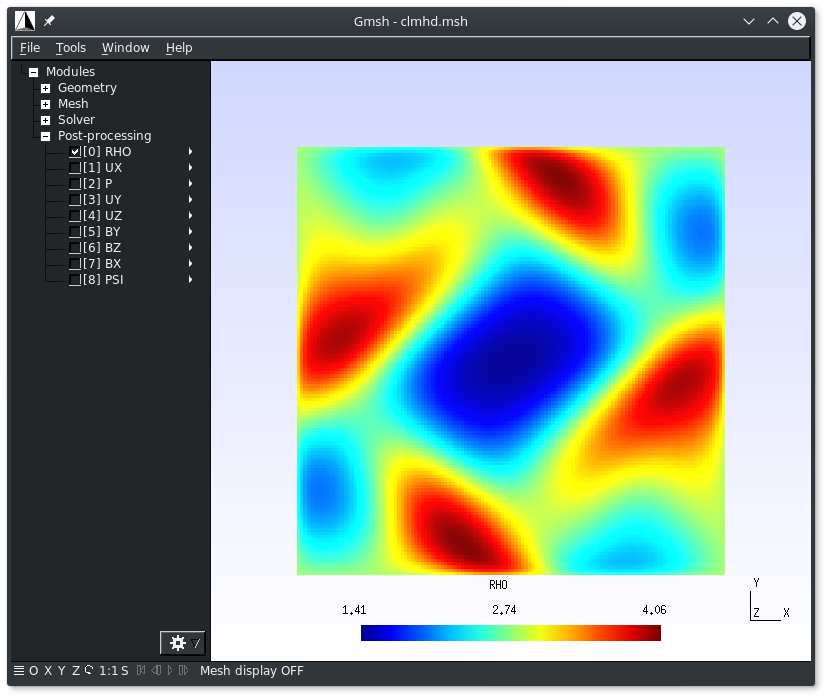 Gmsh - clmhd.msh
File Tools Window Help
Modules
Geometry
Mesh
Solver
Post-processing
[0] RHO
[1] UX
[2] P
[3] UY
[4] UZ
[5] BY
[6] BZ
[7] BX
[8] PSI
RHO
1.41 2.74 4.06
Y
Z X
O X Y Z 1:1 S Mesh display OFF